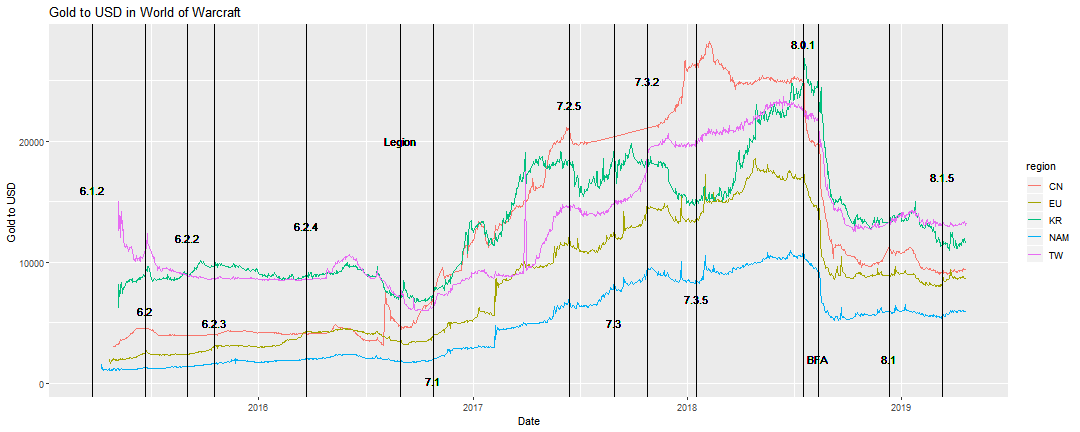 Gold to USD in World of Warcraft
Gold to USD
20000
10000
0
6.1.2
6.2
6.2.2
6.2.3
6.2.4
Legion
7.1
7.2.5
7.3
7.3.2
7.3.5
8.0.1
BFA
8.1
8.1.5
2016
2017
2018
2019
Date
region
CN
EU
KR
NAM
TW